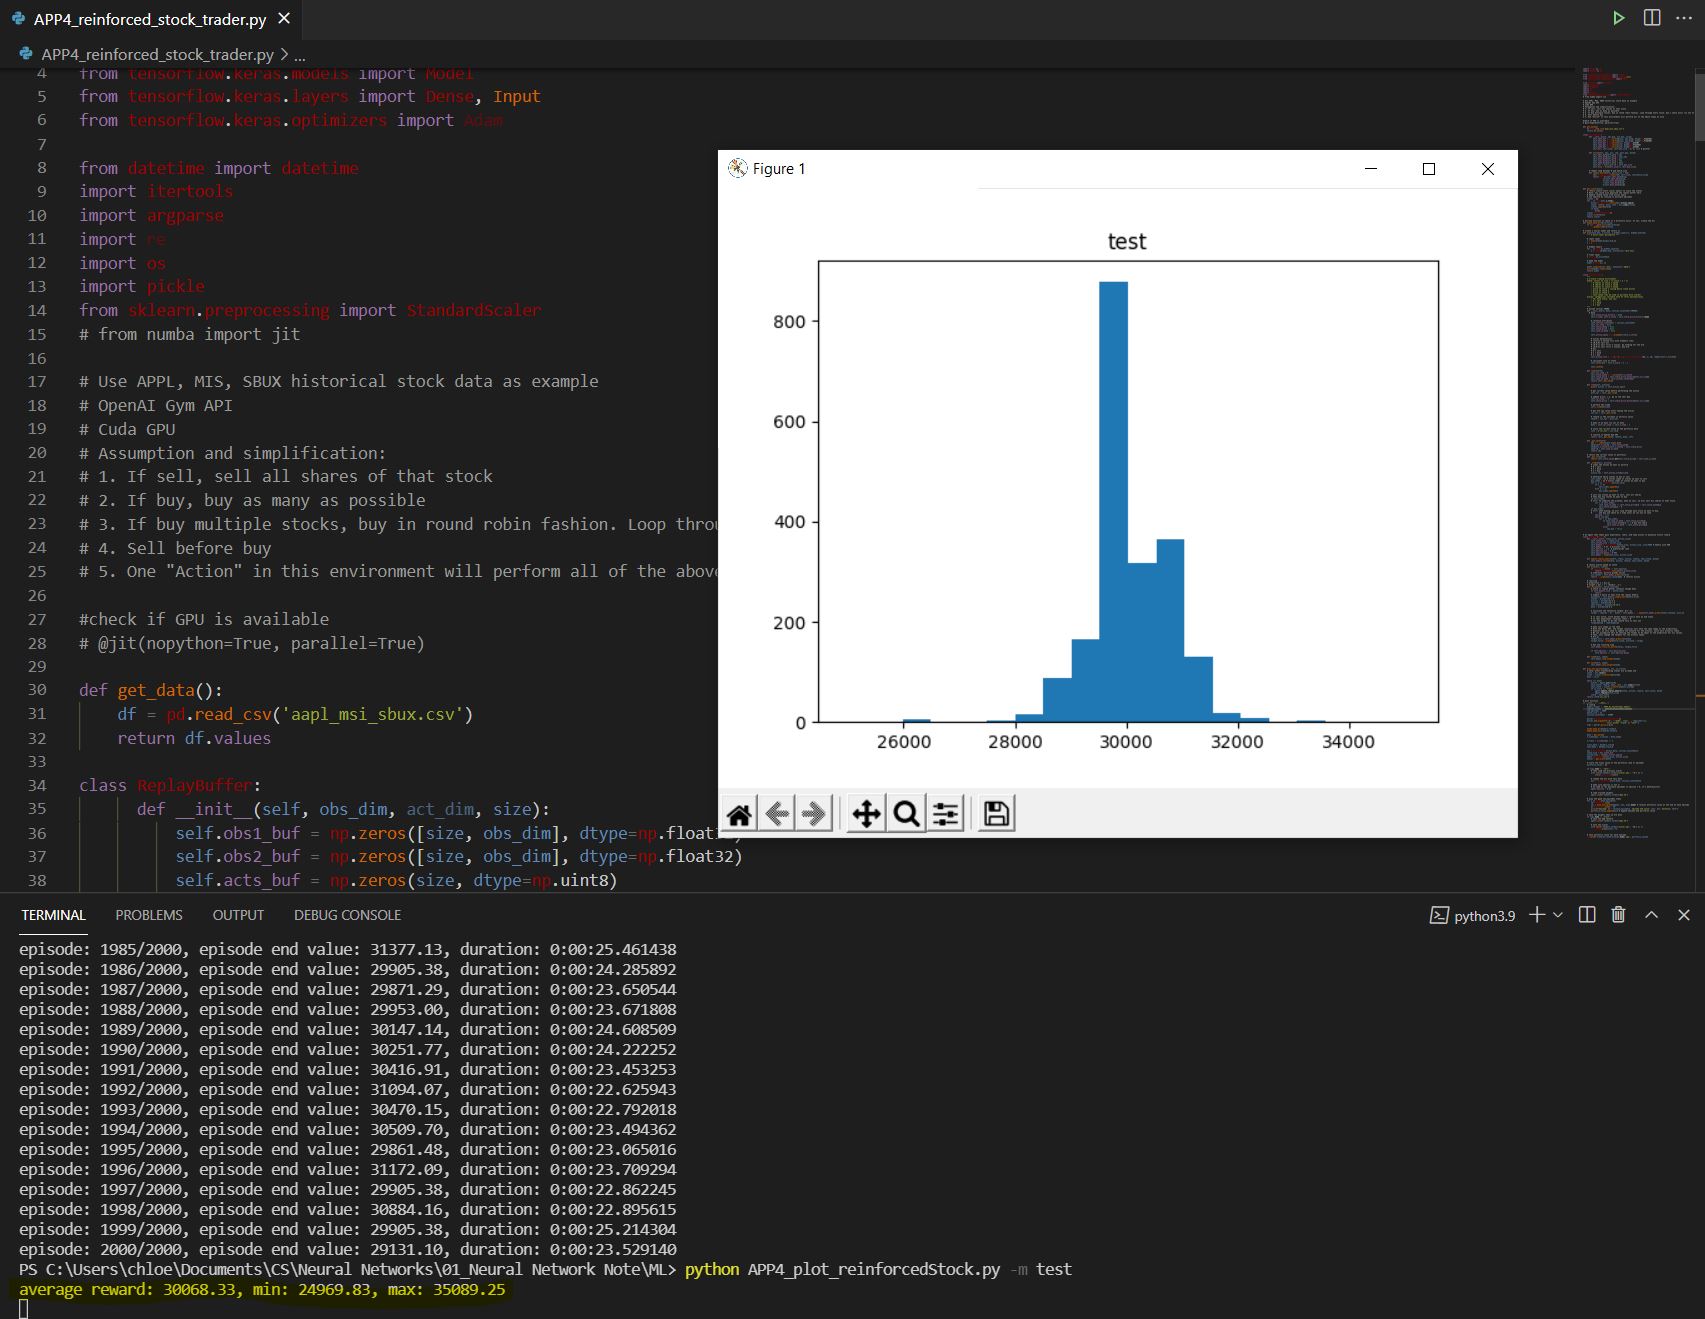 APP4_reinforced_stock_trader.py
APP4_reinforced_stock_trader.py > ...
4 from tensorflow.keras.models import Model
5 from tensorflow.keras.layers import Dense, Input
6 from tensorflow.keras.optimizers import Adam
7
8 from datetime import datetime
9 import itertools
10 import argparse
11 import re
12 import os
13 import pickle
14 from sklearn.preprocessing import StandardScaler
15 # from numba import jit
16
17 # Use APPL, MIS, SBUX historical stock data as example
18 # OpenAI Gym API
19 # Cuda GPU
20 # Assumption and simplification:
21 # 1. If sell, sell all shares of that stock
22 # 2. If buy, buy as many as possible
23 # 3. If buy multiple stocks, buy in round robin fashion. Loop throu
24 # 4. Sell before buy
25 # 5. One "Action" in this environment will perform all of the above
26
27 #check if GPU is available
28 # @jit(nopython=True, parallel=True)
29
30 def get_data():
31 df = pd.read_csv('aapl_msi_sbux.csv')
32 return df.values
33
34 class ReplayBuffer:
35 def __init__(self, obs_dim, act_dim, size):
36 self.obs1_buf = np.zeros([size, obs_dim], dtype=np.float
37 self.obs2_buf = np.zeros([size, obs_dim], dtype=np.float32)
38 self.acts_buf = np.zeros(size, dtype=np.uint8)
Figure 1
test
800
600
400
200
0
26000 28000 30000 32000 34000
TERMINAL PROBLEMS OUTPUT DEBUG CONSOLE
python3.9
episode: 1985/2000, episode end value: 31377.13, duration: 0:00:25.461438
episode: 1986/2000, episode end value: 29905.38, duration: 0:00:24.285892
episode: 1987/2000, episode end value: 29871.29, duration: 0:00:23.650544
episode: 1988/2000, episode end value: 29953.00, duration: 0:00:23.671808
episode: 1989/2000, episode end value: 30147.14, duration: 0:00:24.608509
episode: 1990/2000, episode end value: 30251.77, duration: 0:00:24.222252
episode: 1991/2000, episode end value: 30416.91, duration: 0:00:23.453253
episode: 1992/2000, episode end value: 31094.07, duration: 0:00:22.625943
episode: 1993/2000, episode end value: 30470.15, duration: 0:00:22.792018
episode: 1994/2000, episode end value: 30509.70, duration: 0:00:23.494362
episode: 1995/2000, episode end value: 29861.48, duration: 0:00:23.065016
episode: 1996/2000, episode end value: 31172.09, duration: 0:00:23.709294
episode: 1997/2000, episode end value: 29905.38, duration: 0:00:22.862245
episode: 1998/2000, episode end value: 30884.16, duration: 0:00:22.895615
episode: 1999/2000, episode end value: 29905.38, duration: 0:00:25.214304
episode: 2000/2000, episode end value: 29131.10, duration: 0:00:23.529140
PS C:\Users\chloe\Documents\CS\Neural Networks\01_Neural Network Note\ML> python APP4_plot_reinforcedStock.py -m test
average reward: 30068.33, min: 24969.83, max: 35089.25